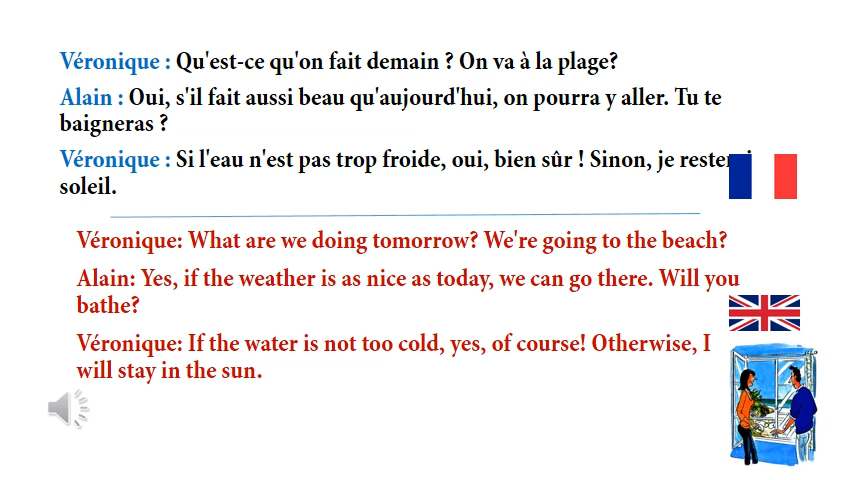 Véronique : Qu'est-ce qu'on fait demain ? On va à la plage?
Alain : Oui, s'il fait aussi beau qu'aujourd'hui, on pourra y aller. Tu te
baigneras ?
Véronique : Si l'eau n'est pas trop froide, oui, bien sûr ! Sinon, je
soleil.
Véronique: What are we doing tomorrow? We're going to the beach?
Alain: Yes, if the weather is as nice as today, we can go there. Will you
bathe?
Véronique: If the water is not too cold, yes, of course! Otherwise, I
will stay in the sun.